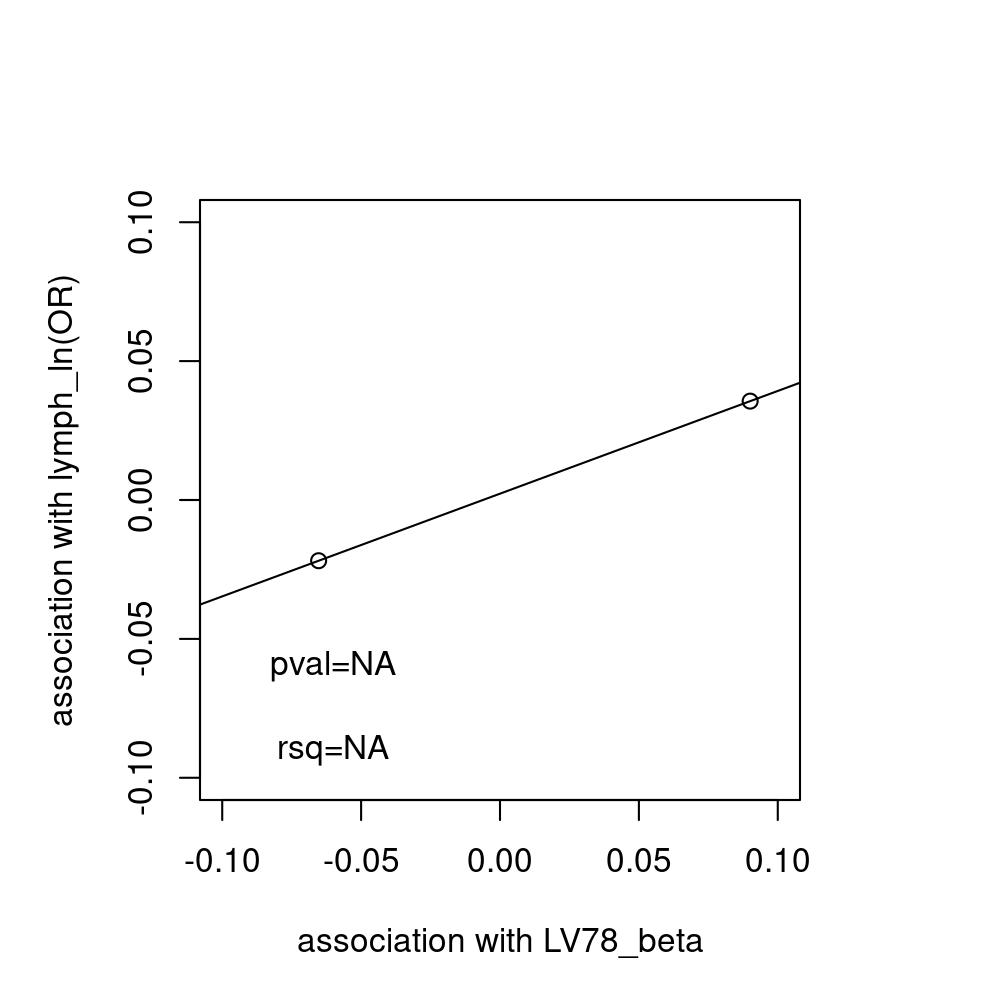 association with lymph_ln(OR)
0.10
0.05
0.00
-0.05
-0.10
pval=NA
rsq=NA
-0.10 -0.05 0.00 0.05 0.10
association with LV78_beta